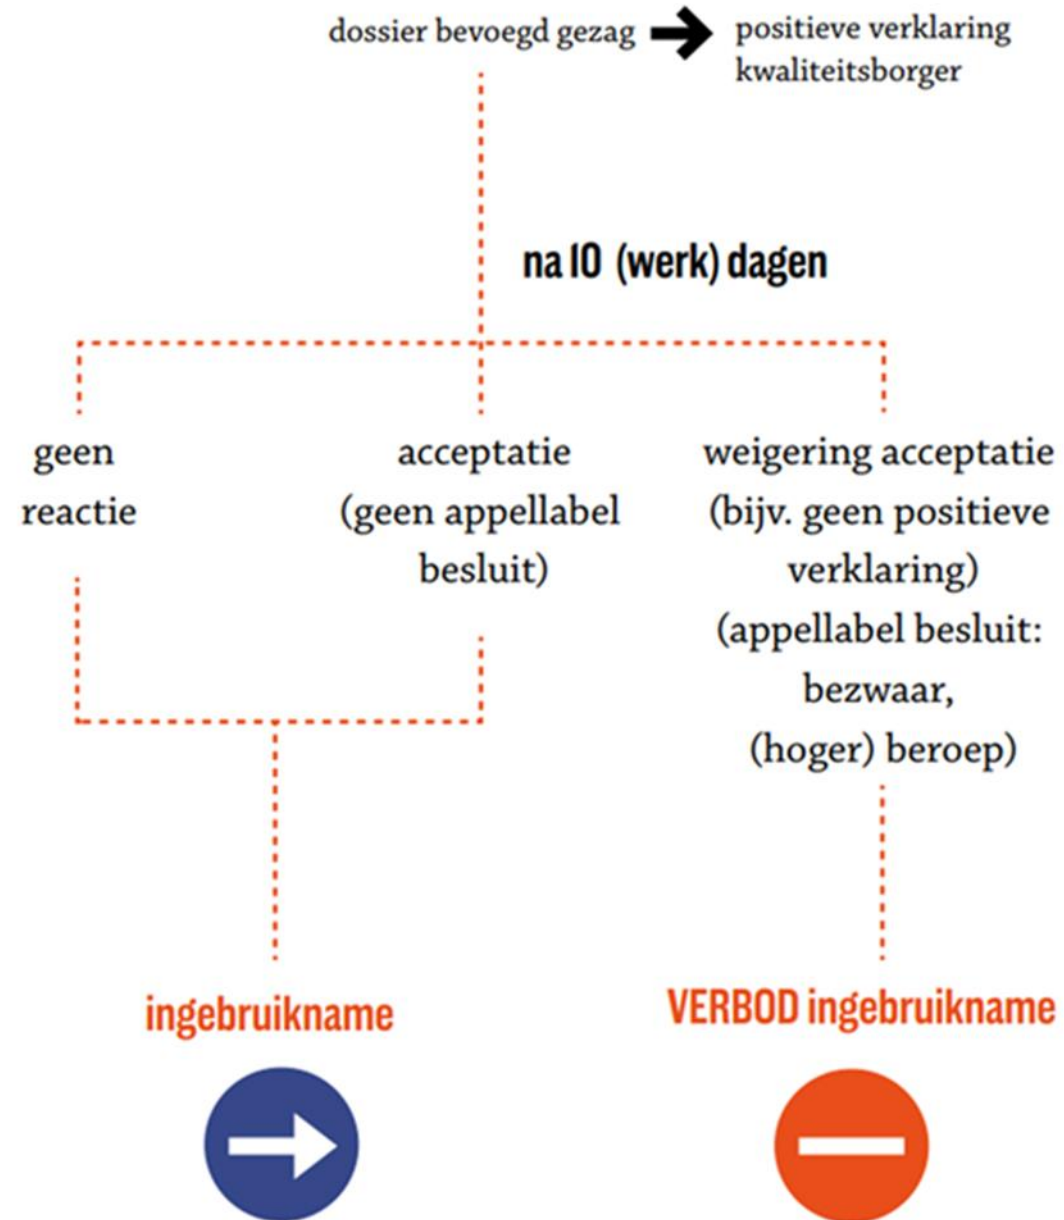 dossier bevoegd gezag
positieve verklaring
kwaliteitsborger
na 10 (werk) dagen
geen
reactie
acceptatie
(geen appellabel
besluit)
weigering acceptatie
(bijv. geen positieve
verklaring)
(appellabel besluit:
bezwaar,
(hoger) beroep)
ingebruikname
VERBOD ingebruikname